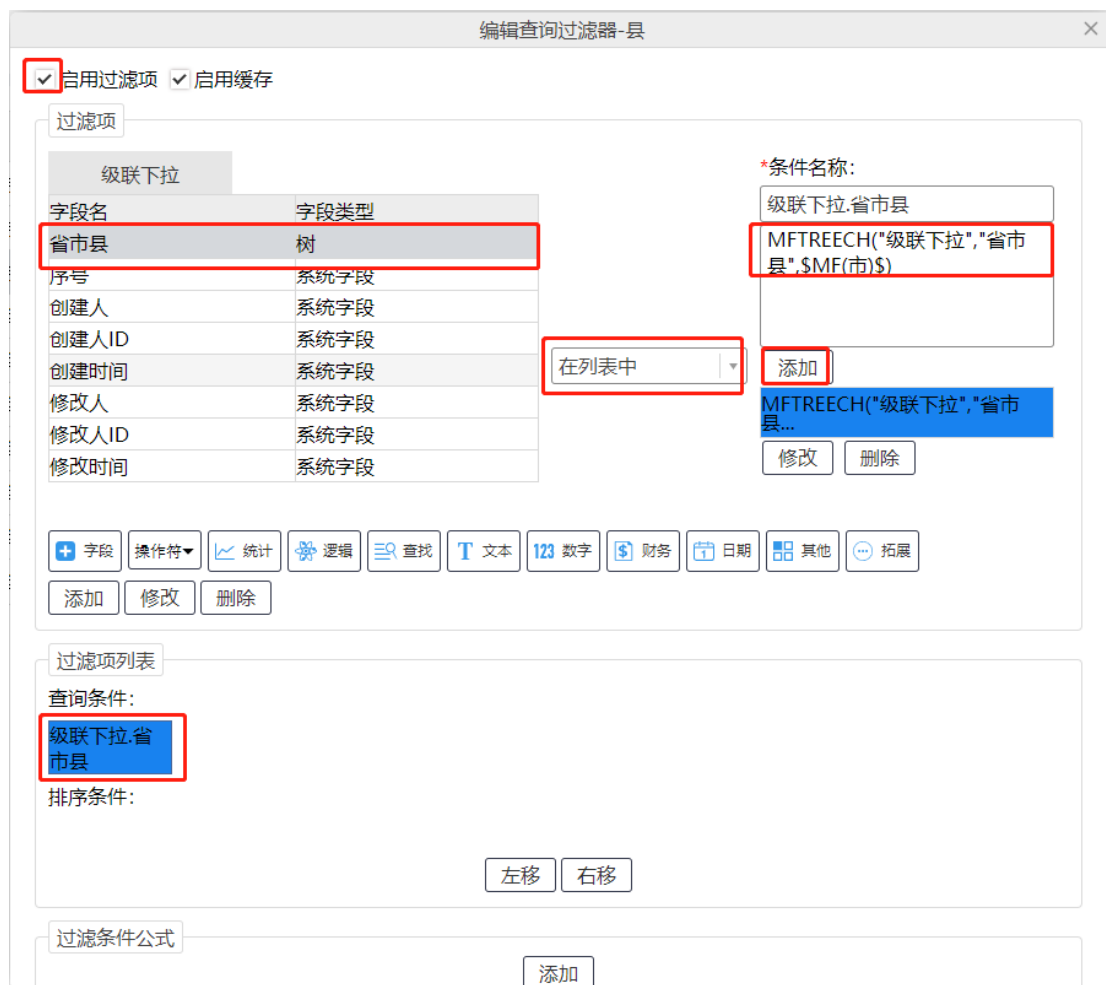 编辑查询过滤器-县
启用过滤项 启用缓存
过滤项
级联下拉
字段名 字段类型
省市县 树
序号 系统字段
创建人 系统字段
创建人ID 系统字段
创建时间 系统字段
修改人 系统字段
修改人ID 系统字段
修改时间 系统字段
在列表中
*条件名称:
级联下拉.省市县
MFTREECH("级联下拉","省市
县",$MF(市)$)
添加
MFTREECH("级联下拉","省市
县...
修改 删除
字段 操作符 统计 逻辑 查找 T 文本 123 数字 $ 财务 1 日期 其他 拓展
添加 修改 删除
过滤项列表
查询条件:
级联下拉.省
市县
排序条件:
左移 右移
过滤条件公式
添加